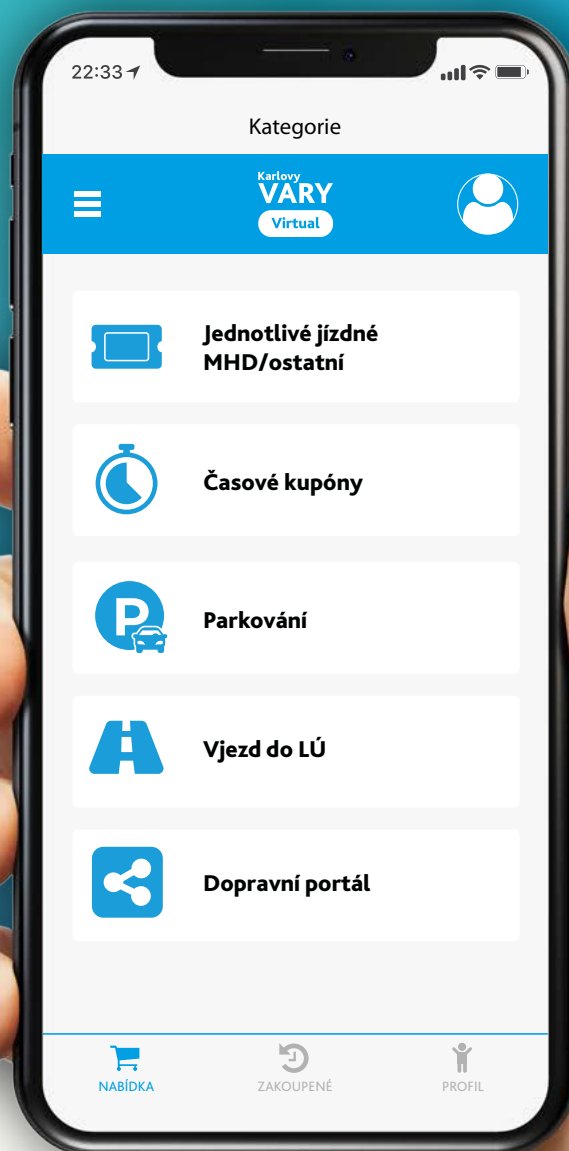 22:33
Kategorie
Karlovy
VARY
Virtual
Jednotlivé jízdné
MHD/ostatní
Časové kupóny
P
Parkování
Vjezd do LÚ
Dopravní portál
NABÍDKA
ZAKOUPENÉ
PROFIL